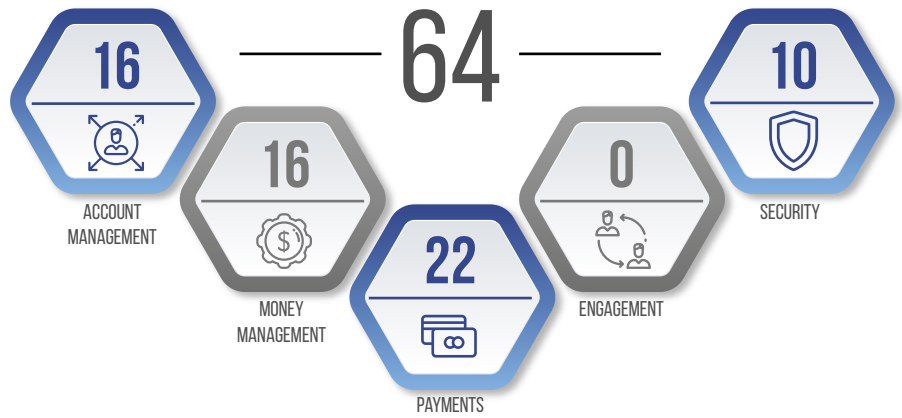 64
16
ACCOUNT
MANAGEMENT
16
$
MONEY
MANAGEMENT
22
PAYMENTS
0
ENGAGEMENT
10
SECURITY